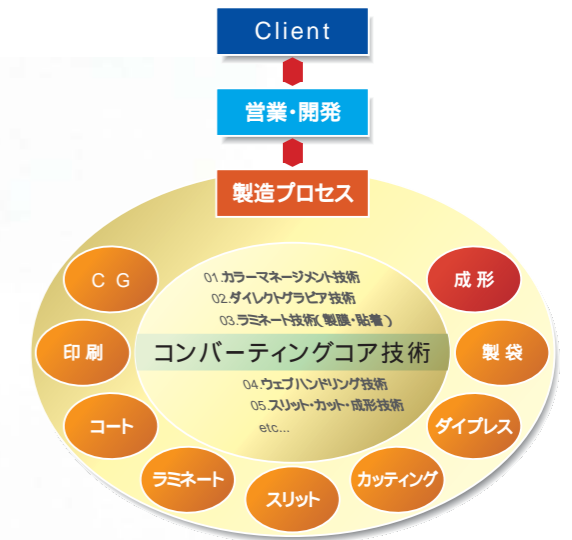 Client
営業・開発
製造プロセス
CG
成形
01.カラーマネージメント技術
02.ダイレクトグラビア技術
03.ラミネート技術(製膜・貼着)
印刷
コンバーティングコア技術
製袋
04.ウェブハンドリング技術
05.スリット・カット・成形技術
etc...
コート
ダイプレス
ラミネート
カッティング
スリット